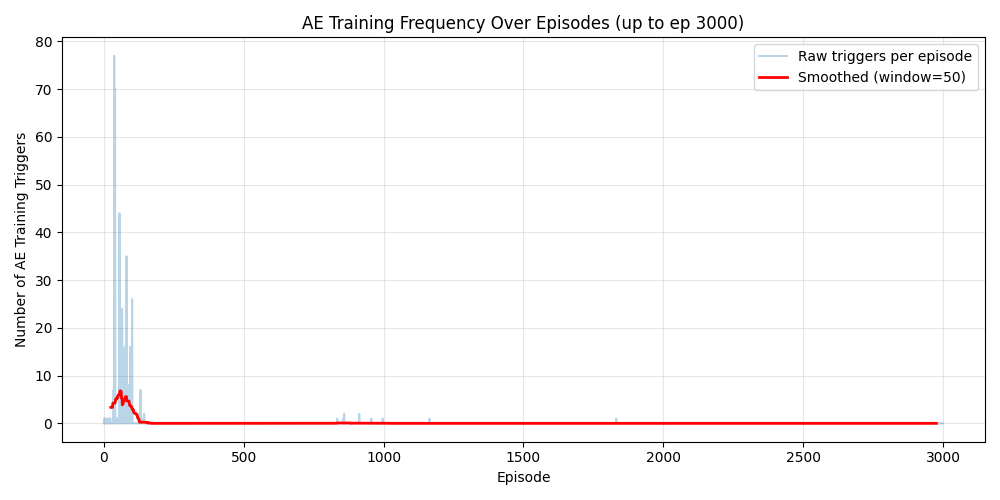 AE Training Frequency Over Episodes (up to ep 3000)
Raw triggers per episode
Smoothed (window=50)
Number of AE Training Triggers
80
70
60
50
40
30
20
10
0
0 500 1000 1500 2000 2500 3000
Episode